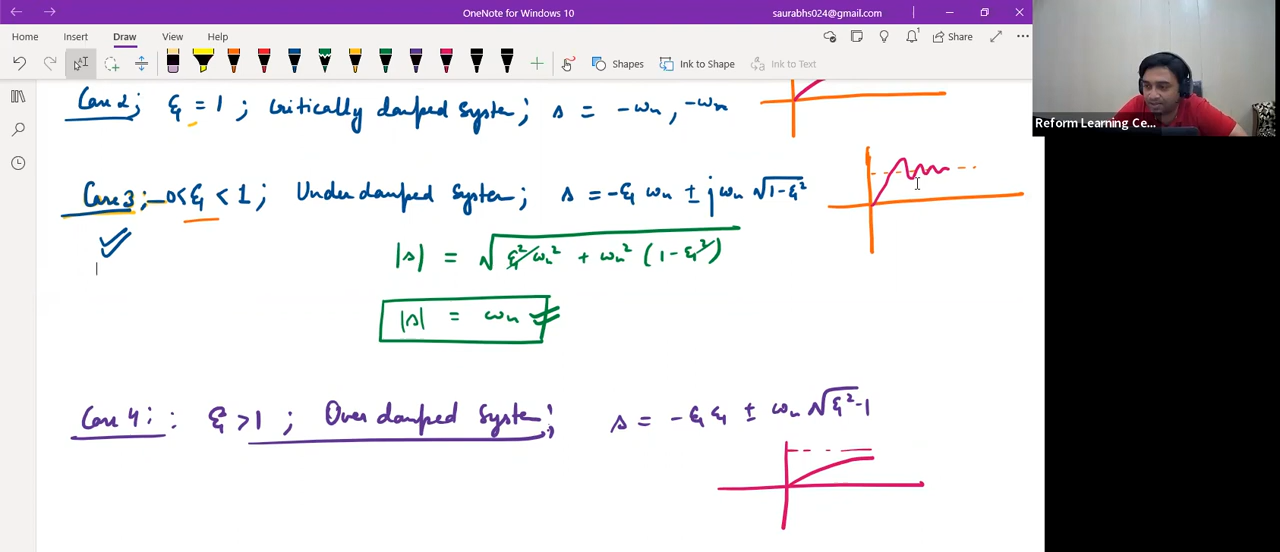 OneNote for Windows 10
saurabhs024@gmail.com
Home Insert Draw View Help
Share
Shapes Ink to Shape Ink to Text
Case 2; ξ = 1 ; Critically damped system; s = -ωn, -ωn
Reform Learning Ce...
Case 3; 0<ξ < 1; Underdamped system; s = -ξ ωn ± jωn √1-ξ²
|s| = √ξ²ωn² + ωn² (1-ξ²)
|s| = ωn
Case 4: : ξ >1 ; Overdamped system; s = -ξ ξ ± ωn √ξ²-1